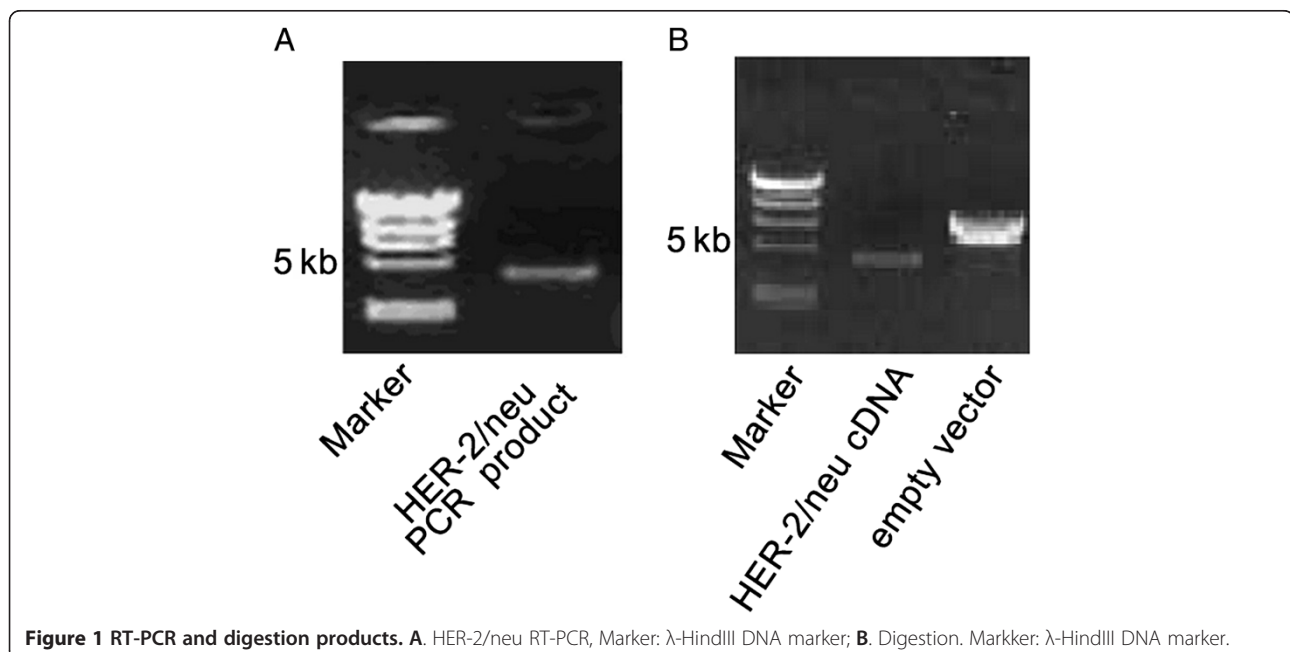 A
B
5 kb
5 kb
Marker
HER-2/neu
PCR product
Marker
HER-2/neu cDNA
empty vector
Figure 1 RT-PCR and digestion products. A. HER-2/neu RT-PCR, Marker: λ-HindIII DNA marker; B. Digestion. Markker: λ-HindIII DNA marker.